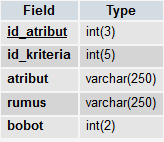 Field Type
id_atribut int(3)
id_kriteria int(5)
atribut varchar(250)
rumus varchar(250)
bobot int(2)